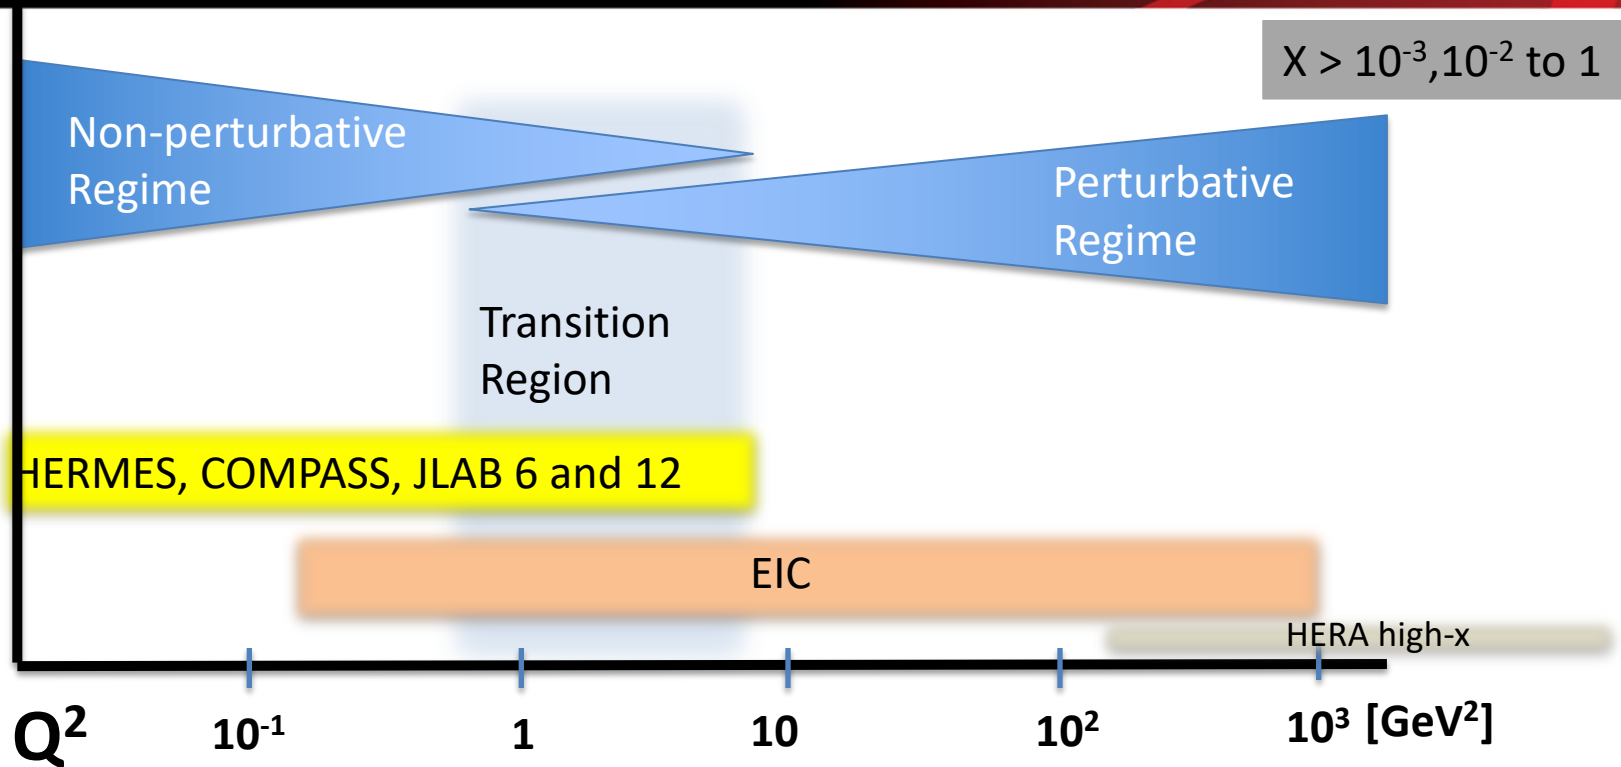 X > 10⁻³,10⁻² to 1
Non-perturbative
Regime
Perturbative
Regime
Transition
Region
HERMES, COMPASS, JLAB 6 and 12
EIC
HERA high-x
Q² 10⁻¹ 1 10 10² 10³ [GeV²]